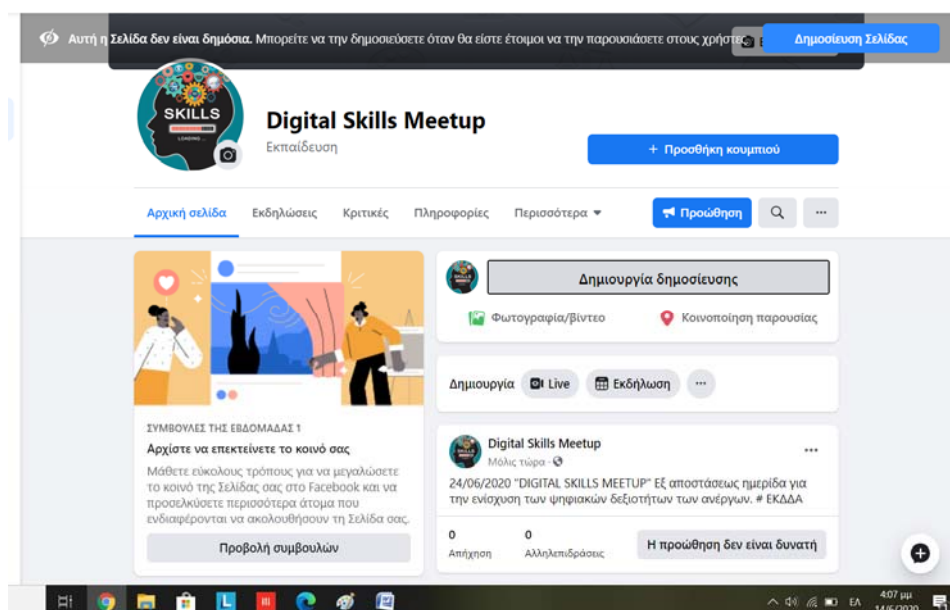 Αυτή η Σελίδα δεν είναι δημόσια. Μπορείτε να την δημοσιεύσετε όταν θα είστε έτοιμοι να την παρουσιάσετε στους χρήστες
Δημοσίευση Σελίδας
SKILLS
LOADING ...
Digital Skills Meetup
Εκπαίδευση
+ Προσθήκη κουμπιού
Αρχική σελίδα Εκδηλώσεις Κριτικές Πληροφορίες Περισσότερα
Προώθηση
Δημιουργία δημοσίευσης
Φωτογραφία/βίντεο Κοινοποίηση παρουσίας
Δημιουργία Live Εκδήλωση
ΣΥΜΒΟΥΛΕΣ ΤΗΣ ΕΒΔΟΜΑΔΑΣ 1
Αρχίστε να επεκτείνετε το κοινό σας
Μάθετε εύκολους τρόπους για να μεγαλώσετε
το κοινό της Σελίδας σας στο Facebook και να
προσελκύσετε περισσότερα άτομα που
ενδιαφέρονται να ακολουθήσουν τη Σελίδα σας.
Προβολή συμβουλών
Digital Skills Meetup
Μόλις τώρα
24/06/2020 "DIGITAL SKILLS MEETUP" Εξ αποστάσεως ημερίδα για
την ενίσχυση των ψηφιακών δεξιοτήτων των ανέργων. # ΕΚΔΔΑ
0 0
Απήχηση Αλληλεπιδράσεις
Η προώθηση δεν είναι δυνατή
ΕΛ
4:07 μμ